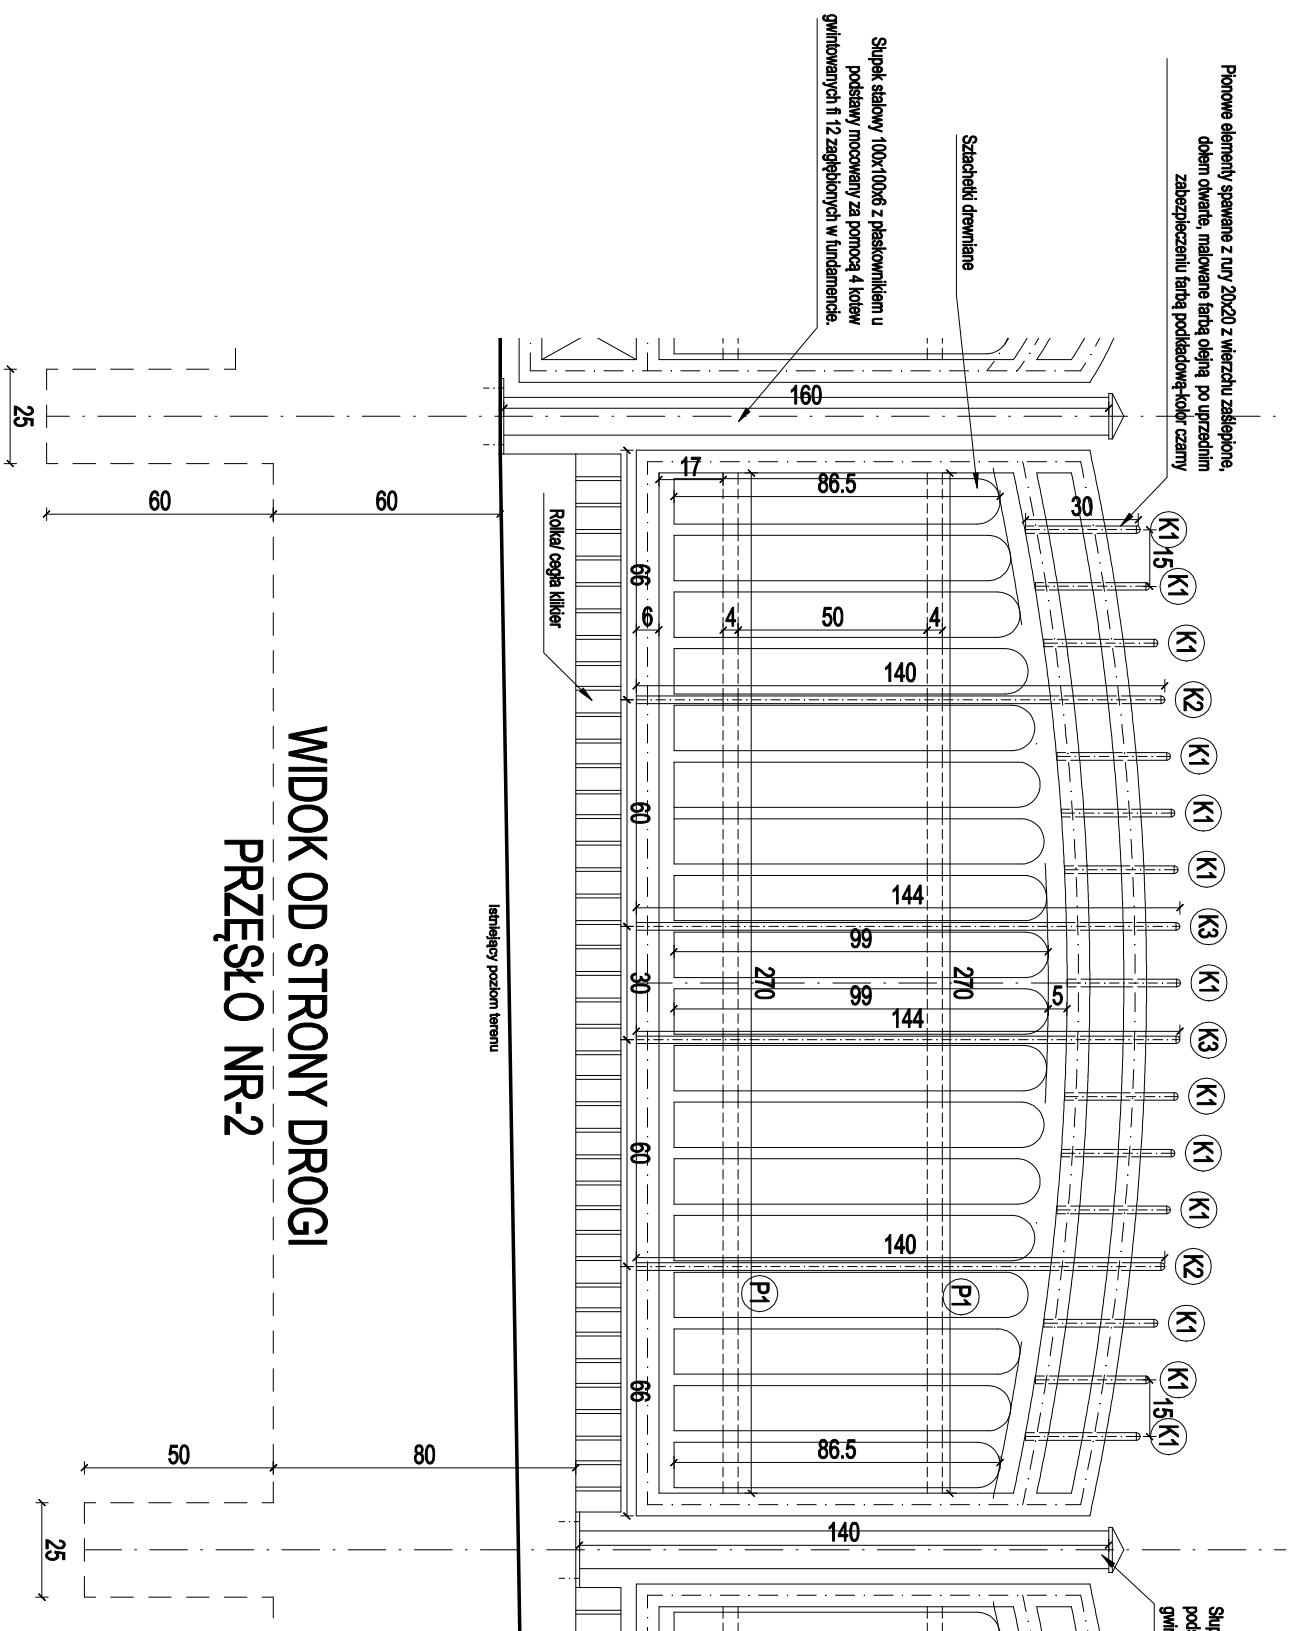 Pionowe elementy spawane z rury 20x20 z wierzchu zaślepione,
dołem otwarte, malowane farbą olejną po uprzednim
zabezpieczeniu farbą podkładową-kolor czarny
Sztachetki drewniane
Słupek stalowy 100x100x6 z płaskownikiem u
podstawy mocowany za pomocą 4 kotew
gwintowanych fi 12 zagłębionych w fundamencie.
K1
K1
K1
K2
K1
K1
K1
K3
K1
K3
K1
K1
K1
K2
K1
K1
K1
15
15
30
5
160
86.5
140
144
99
99
144
140
86.5
140
17
6
4
50
4
270
270
P1
P1
66
60
30
60
66
Rolka/ cegła klikier
Istniejący poziom terenu
60
60
25
80
50
25
WIDOK OD STRONY DROGI
PRZĘSŁO NR-2
Słup
pods
gwin